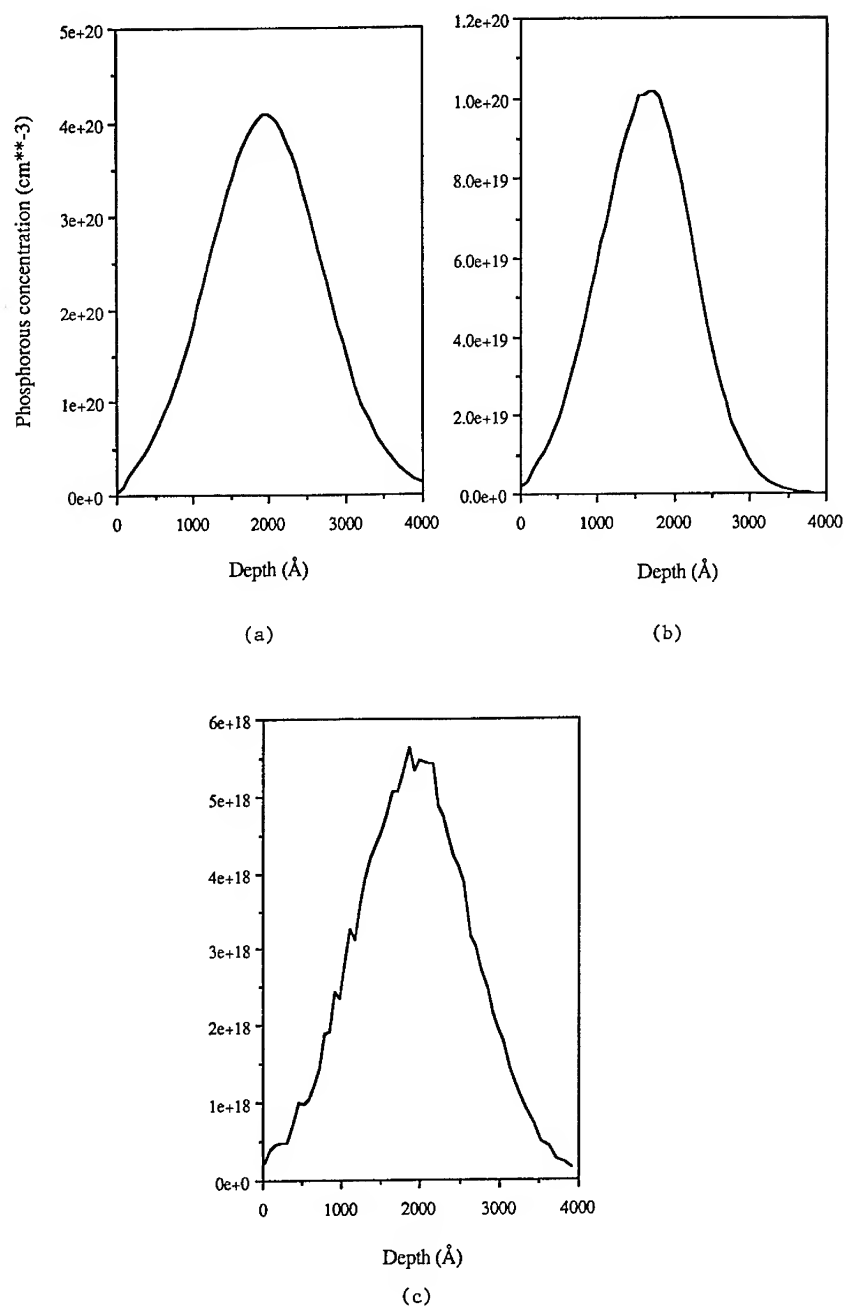 Phosphorous concentration (cm**-3)
5e+20
4e+20
3e+20
2e+20
1e+20
0e+0
0 1000 2000 3000 4000
Depth (Å)
(a)
1.2e+20
1.0e+20
8.0e+19
6.0e+19
4.0e+19
2.0e+19
0.0e+0
0 1000 2000 3000 4000
Depth (Å)
(b)
6e+18
5e+18
4e+18
3e+18
2e+18
1e+18
0e+0
0 1000 2000 3000 4000
Depth (Å)
(c)